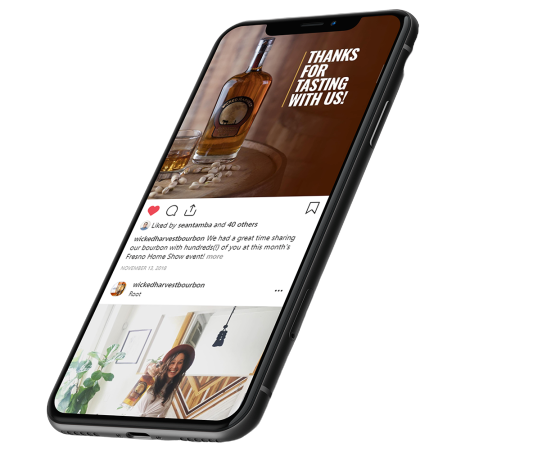 THANKS
FOR
TASTING
WITH US!
Liked by seantamba and 40 others
wickedharvestbourbon We had a great time sharing
our bourbon with hundreds(!) of you at this month's
Fresno Home Show event! more
NOVEMBER 13, 2018
wickedharvestbourbon
Root